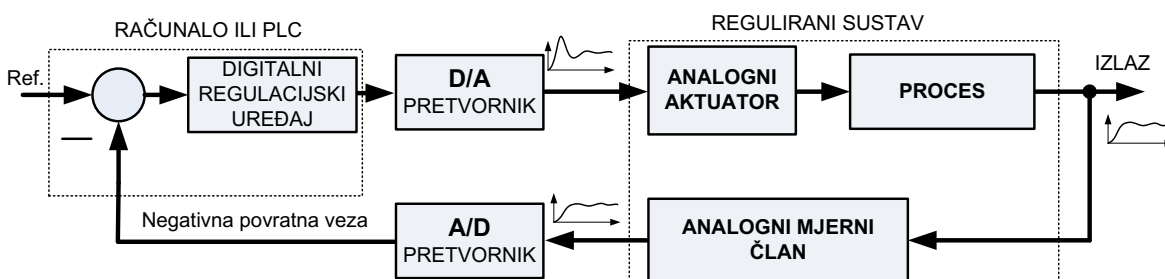 RAČUNALO ILI PLC
REGULIRANI SUSTAV
Ref.
DIGITALNI
REGULACIJSKI
UREĐAJ
D/A
PRETVORNIK
ANALOGNI
AKTUATOR
PROCES
IZLAZ
Negativna povratna veza
A/D
PRETVORNIK
ANALOGNI MJERNI
ČLAN